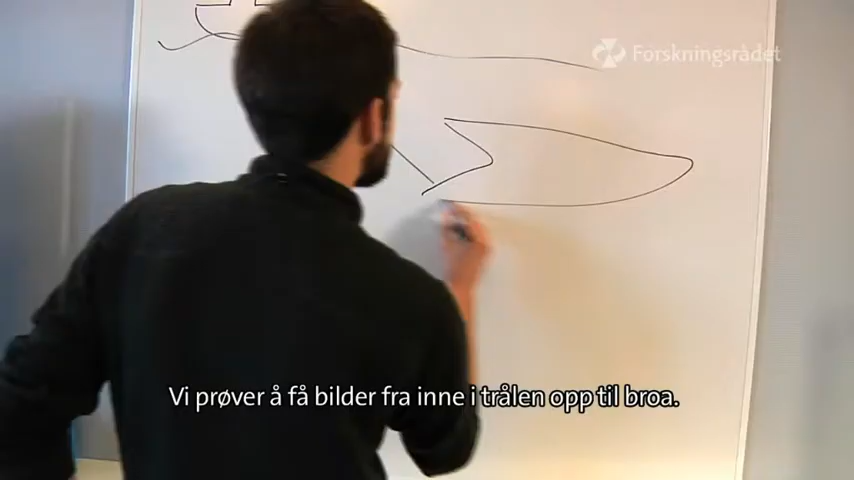 Forskningsrådet
Vi prøver å få bilder fra inne i trålen opp til broa.